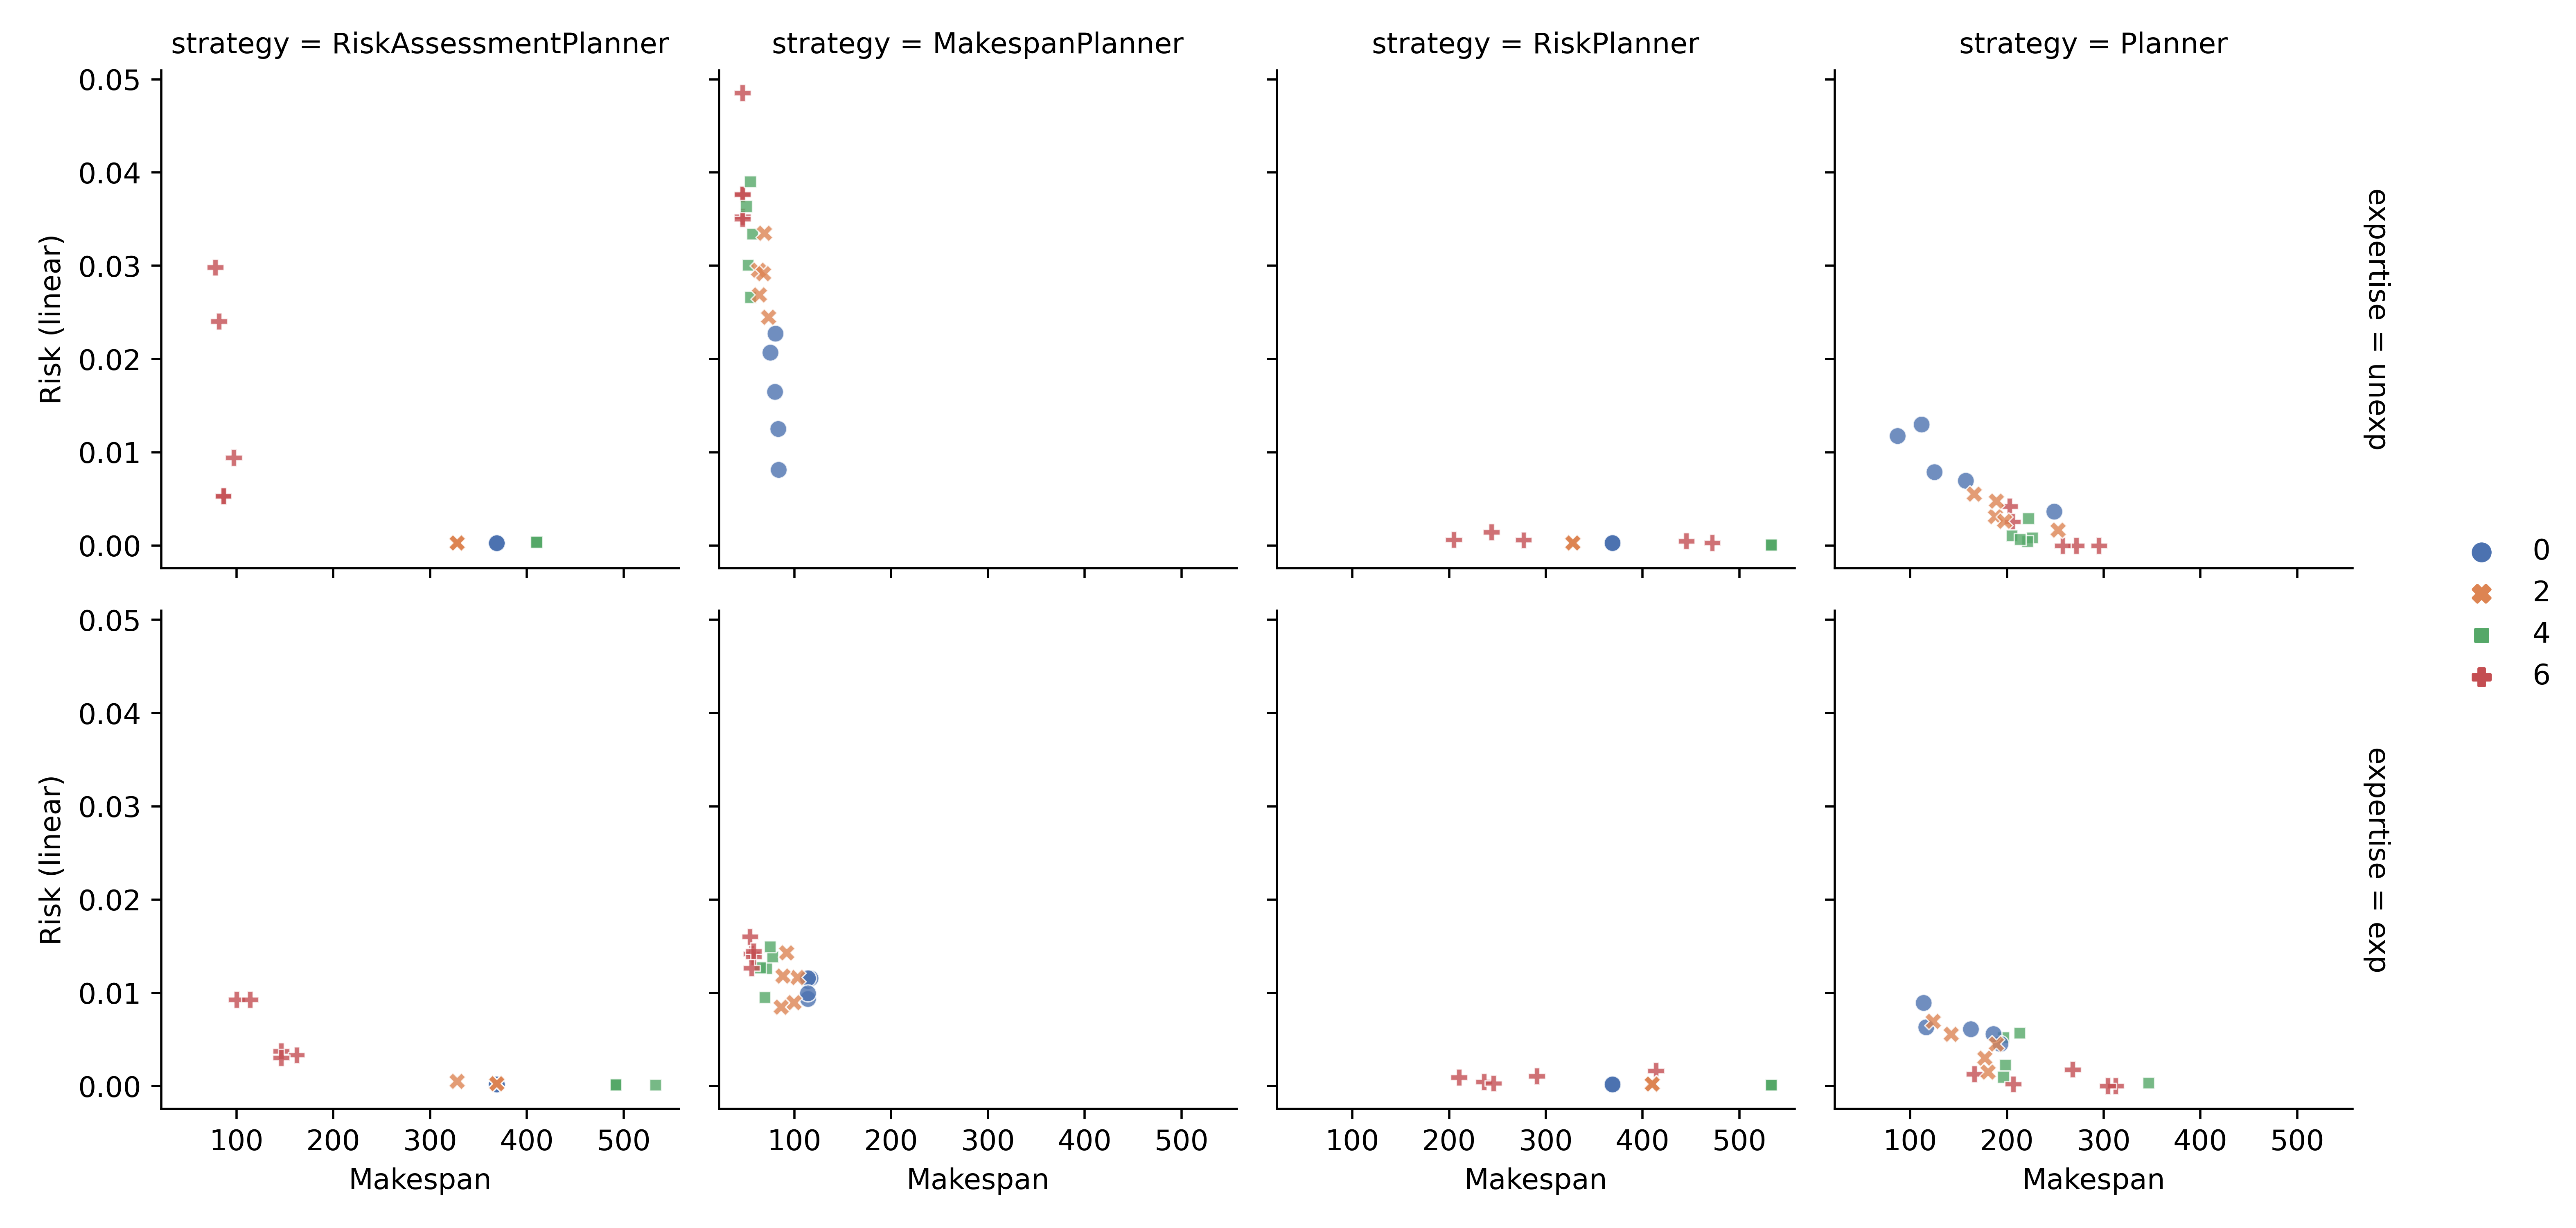 strategy = RiskAssessmentPlanner
strategy = MakespanPlanner
strategy = RiskPlanner
strategy = Planner
0.05
0.04
0.03
0.02
0.01
0.00
Risk (linear)
expertise = unexp
0
2
4
6
0.05
0.04
0.03
0.02
0.01
0.00
Risk (linear)
expertise = exp
100 200 300 400 500
100 200 300 400 500
100 200 300 400 500
100 200 300 400 500
Makespan
Makespan
Makespan
Makespan